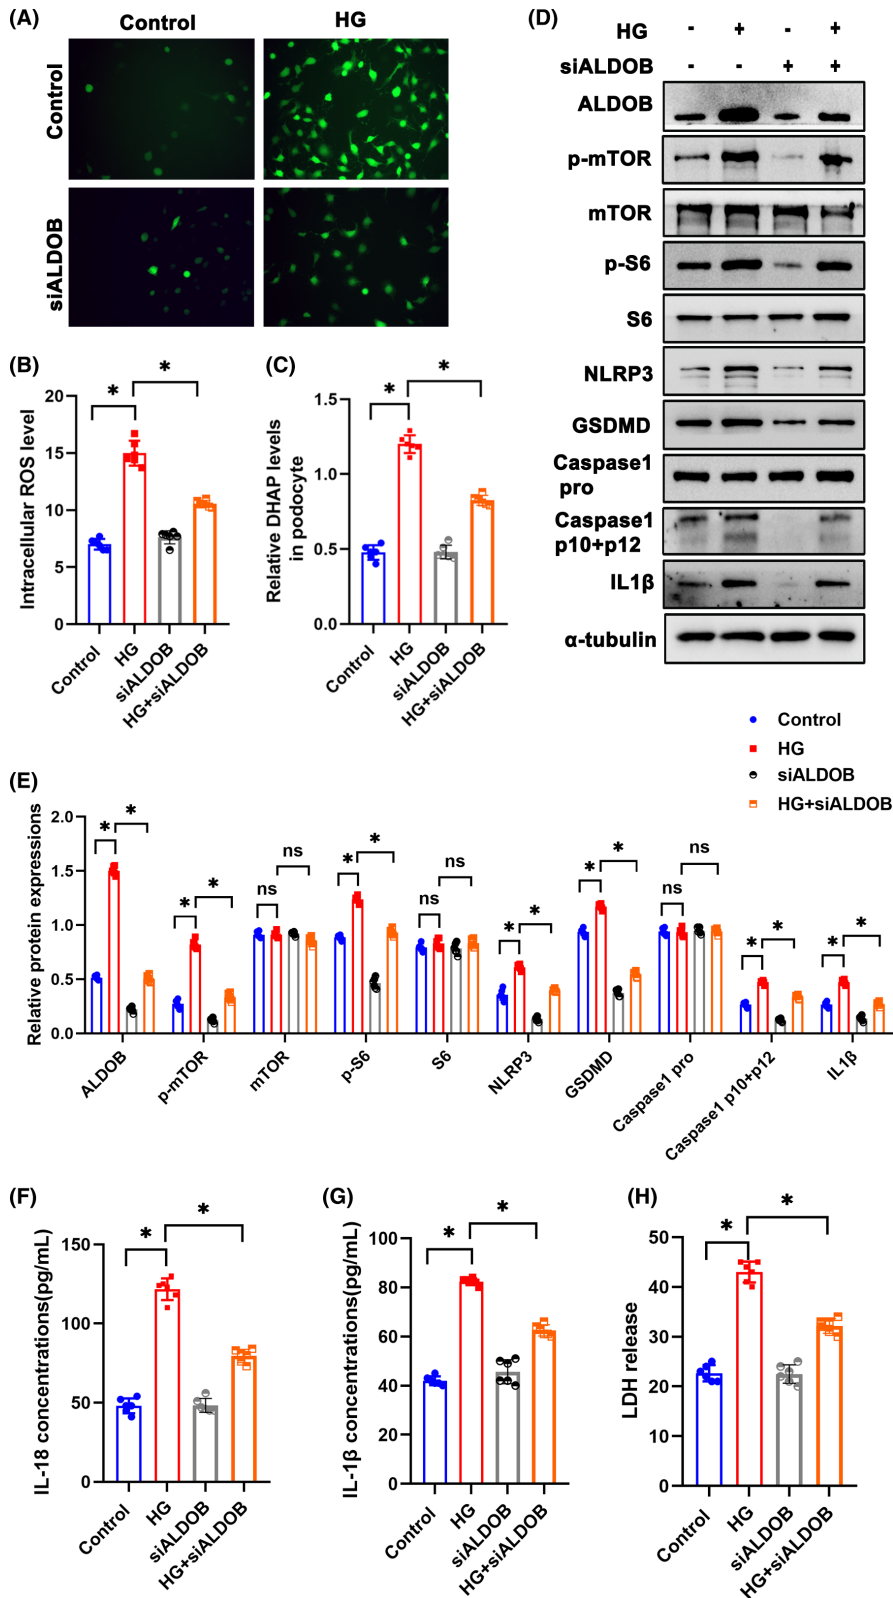 (A)
Control
HG
Control
siALDOB
(B)
Intracellular ROS level
20
15
10
5
0
*
*
Control
HG
siALDOB
HG+siALDOB
(C)
Relative DHAP levels
in podocyte
1.5
1.0
0.5
0.0
*
*
Control
HG
siALDOB
HG+siALDOB
(D)
HG - + - +
siALDOB - - + +
ALDOB
p-mTOR
mTOR
p-S6
S6
NLRP3
GSDMD
Caspase1
pro
Caspase1
p10+p12
IL1β
α-tubulin
Control
HG
siALDOB
HG+siALDOB
(E)
Relative protein expressions
2.0
1.5
1.0
0.5
0.0
* *
* *
ns ns
* *
ns ns
* *
* *
ns ns
* *
* *
ALDOB
p-mTOR
mTOR
p-S6
S6
NLRP3
GSDMD
Caspase1 pro
Caspase1 p10+p12
IL1β
(F)
IL-18 concentrations(pg/mL)
150
100
50
0
*
*
Control
HG
siALDOB
HG+siALDOB
(G)
IL-1β concentrations(pg/mL)
100
80
60
40
20
0
*
*
Control
HG
siALDOB
HG+siALDOB
(H)
LDH release
50
40
30
20
10
0
*
*
Control
HG
siALDOB
HG+siALDOB